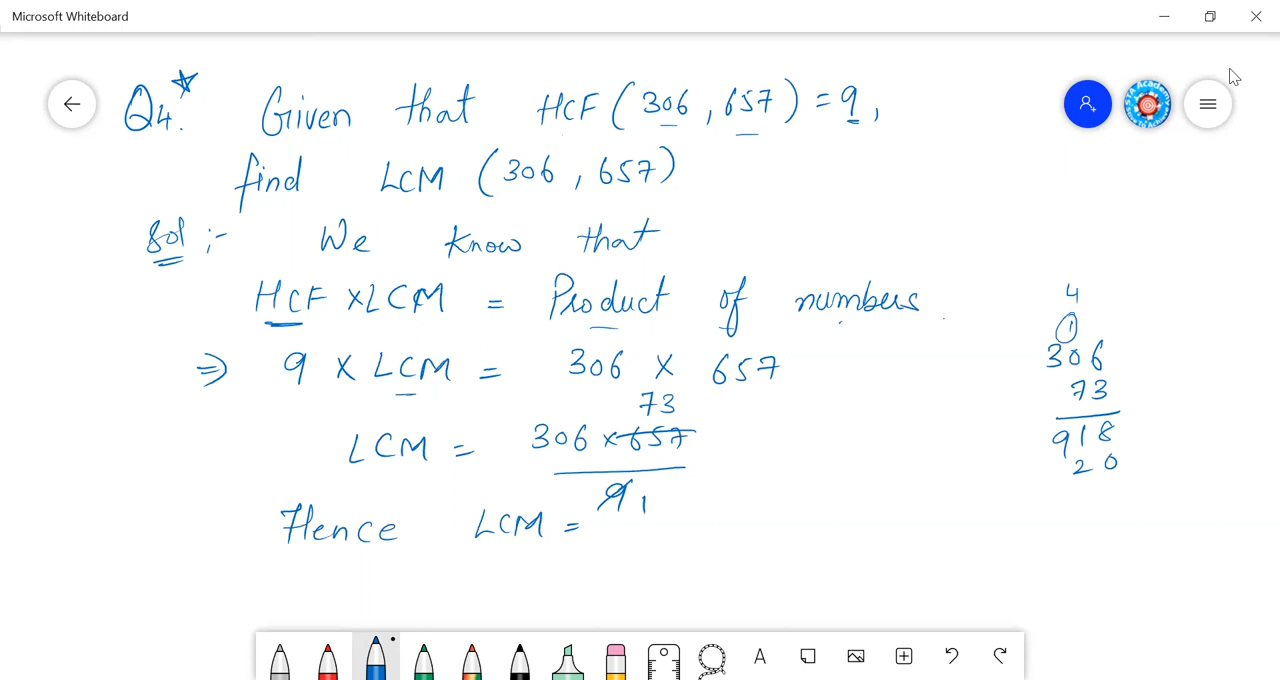 Microsoft Whiteboard
Q4. Given that HCF (306, 657) = 9,
find LCM (306, 657)
Sol :- We know that
HCF × LCM = Product of numbers.
⇒ 9 × LCM = 306 × 657
73
LCM = 306 × 657
9 1
Hence LCM =
4
1
306
73
918
20
A